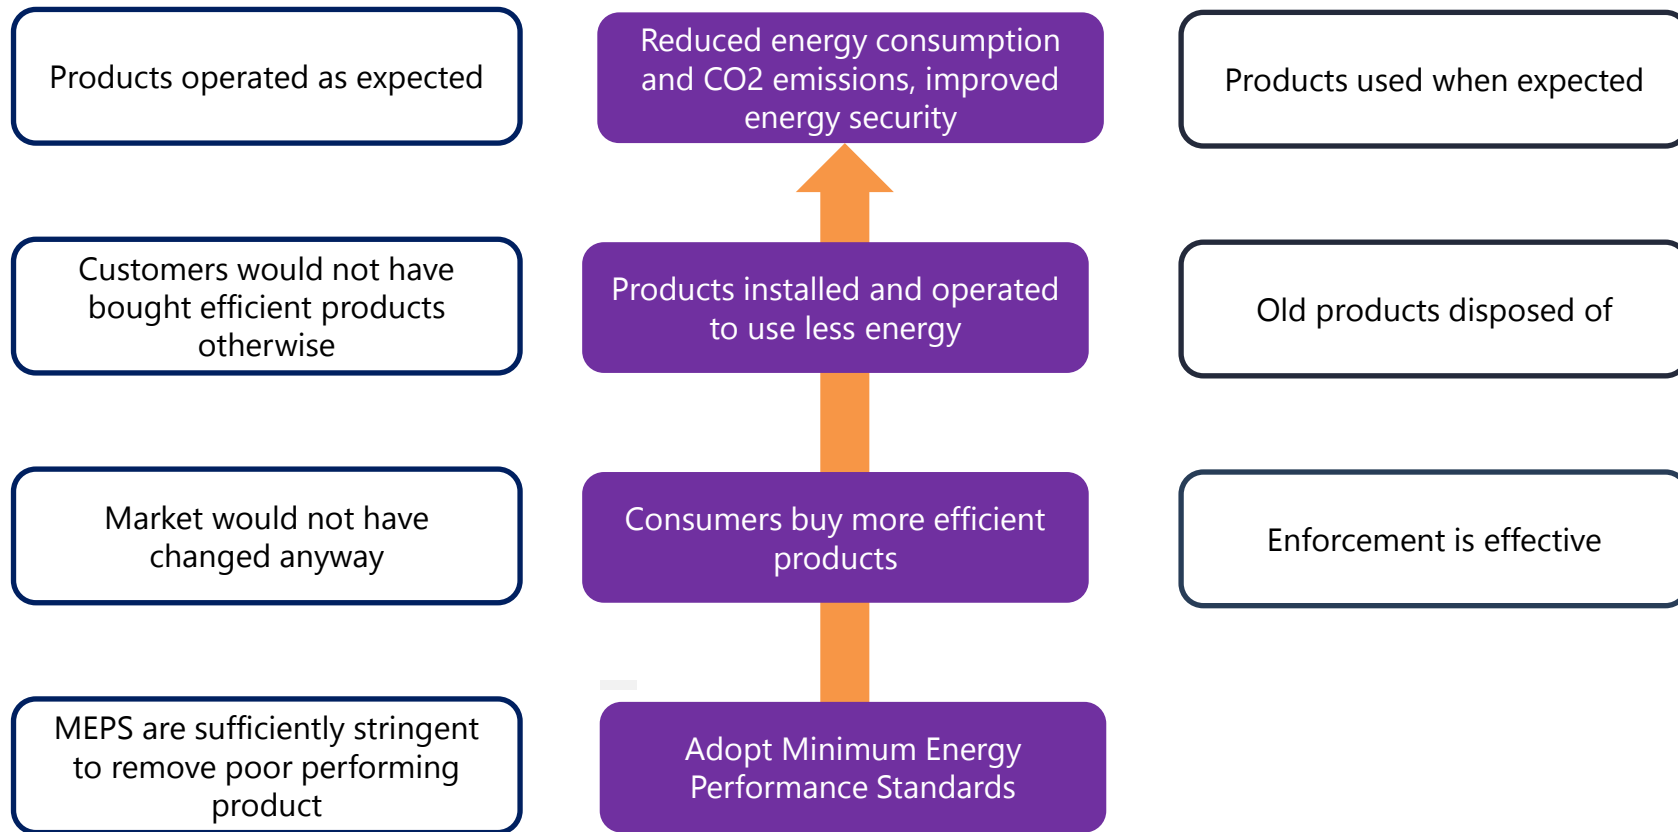 Products operated as expected
Reduced energy consumption
and CO2 emissions, improved
energy security
Products used when expected
Customers would not have
bought efficient products
otherwise
Products installed and operated
to use less energy
Old products disposed of
Market would not have
changed anyway
Consumers buy more efficient
products
Enforcement is effective
MEPS are sufficiently stringent
to remove poor performing
product
Adopt Minimum Energy
Performance Standards